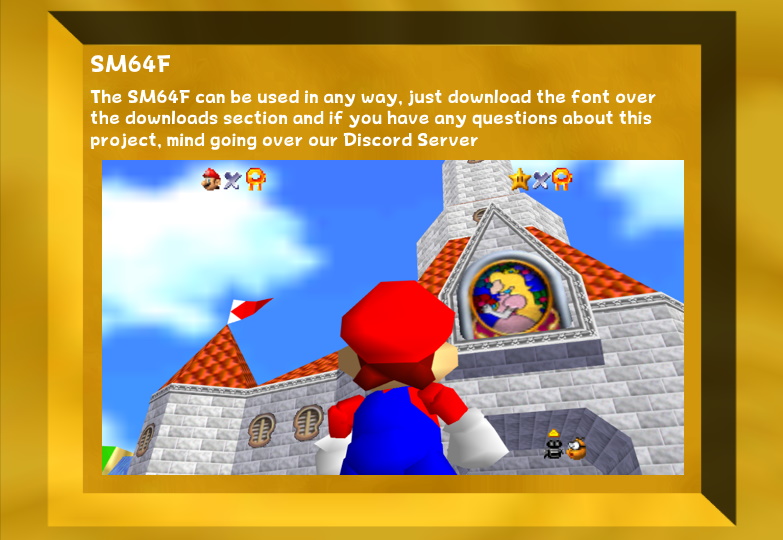 SM64F
The SM64F can be used in any way, just download the font over
the downloads section and if you have any questions about this
project, mind going over our Discord Server